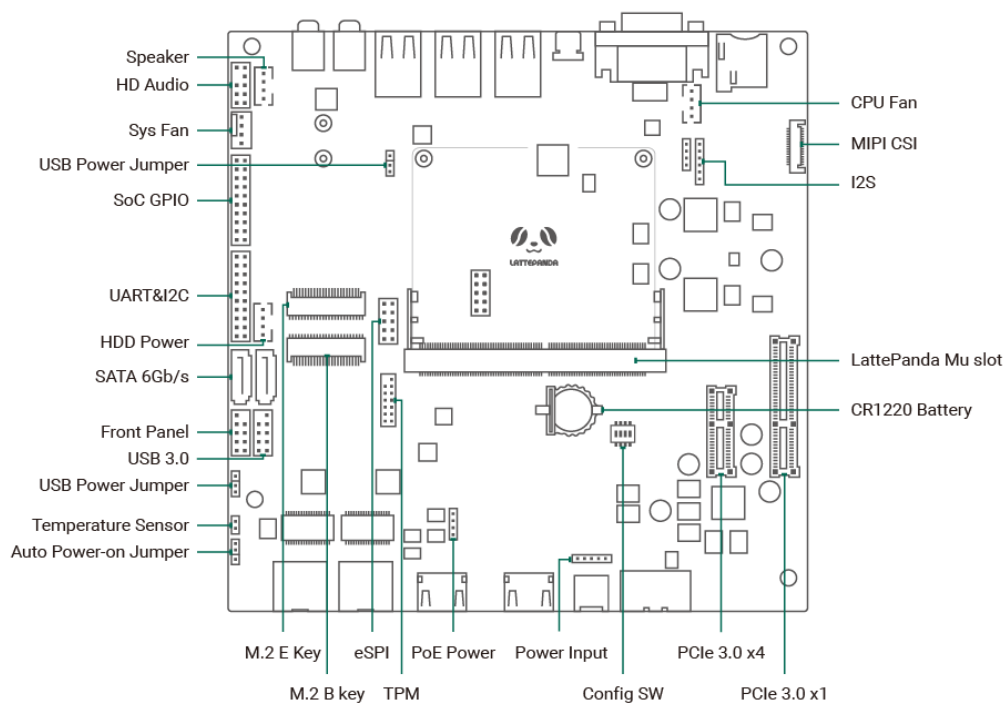 Speaker
HD Audio
Sys Fan
USB Power Jumper
SoC GPIO
UART&I2C
HDD Power
SATA 6Gb/s
Front Panel
USB 3.0
USB Power Jumper
Temperature Sensor
Auto Power-on Jumper
LATTEPANDA
CPU Fan
MIPI CSI
I2S
LattePanda Mu slot
CR1220 Battery
M.2 E Key
eSPI
PoE Power
Power Input
PCIe 3.0 x4
M.2 B key
TPM
Config SW
PCIe 3.0 x1